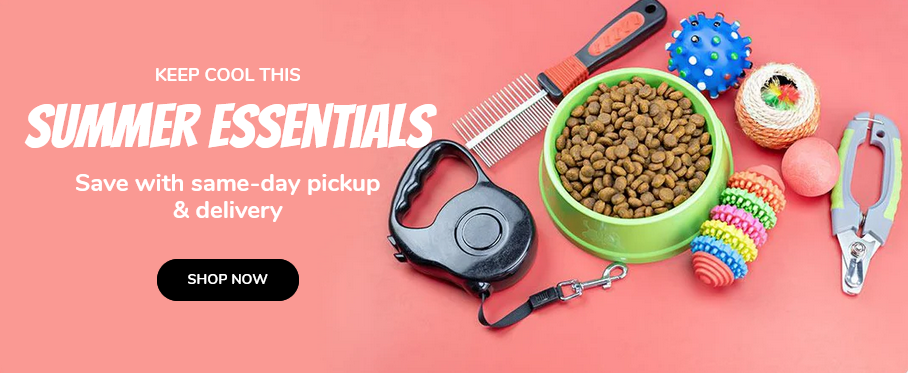 KEEP COOL THIS
SUMMER ESSENTIALS
Save with same-day pickup
& delivery
SHOP NOW